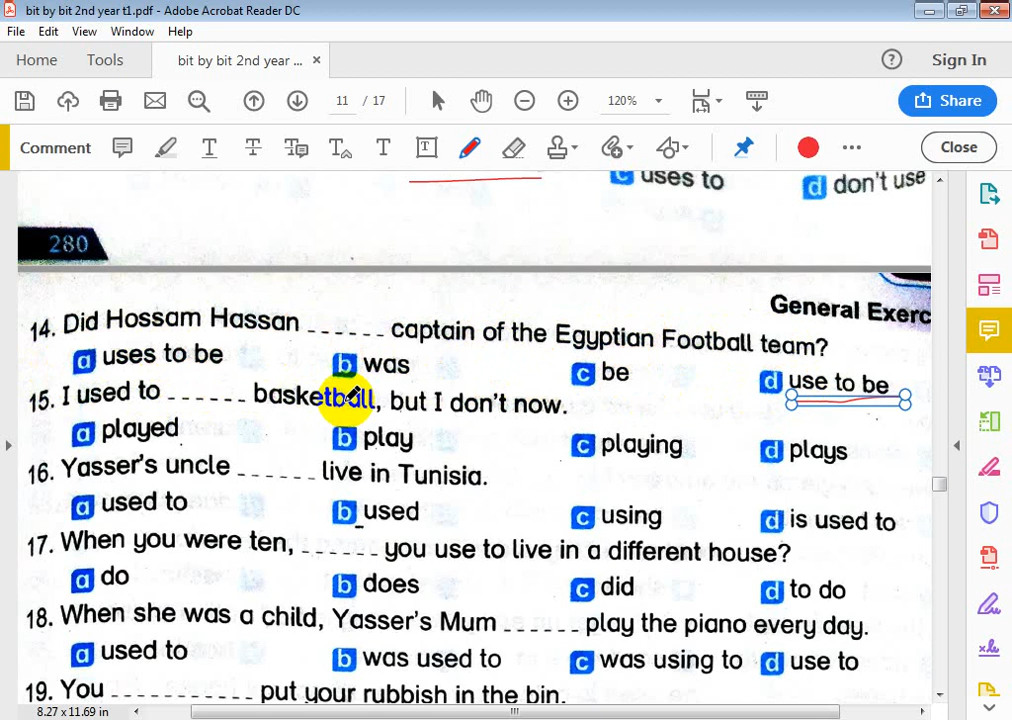 bit by bit 2nd year t1.pdf - Adobe Acrobat Reader DC
File Edit View Window Help
Home Tools bit by bit 2nd year ... × ? Sign In
11 / 17 120% Share
Comment Close
c uses to d don't use
280
General Exerc
14. Did Hossam Hassan ______ captain of the Egyptian Football team?
a uses to be b was c be d use to be
15. I used to ______ basketball, but I don't now.
a played b play c playing d plays
16. Yasser's uncle ______ live in Tunisia.
a used to b used c using d is used to
17. When you were ten, ______ you use to live in a different house?
a do b does c did d to do
18. When she was a child, Yasser's Mum ______ play the piano every day.
a used to b was used to c was using to d use to
19. You __________ put your rubbish in the bin.
8.27 x 11.69 in